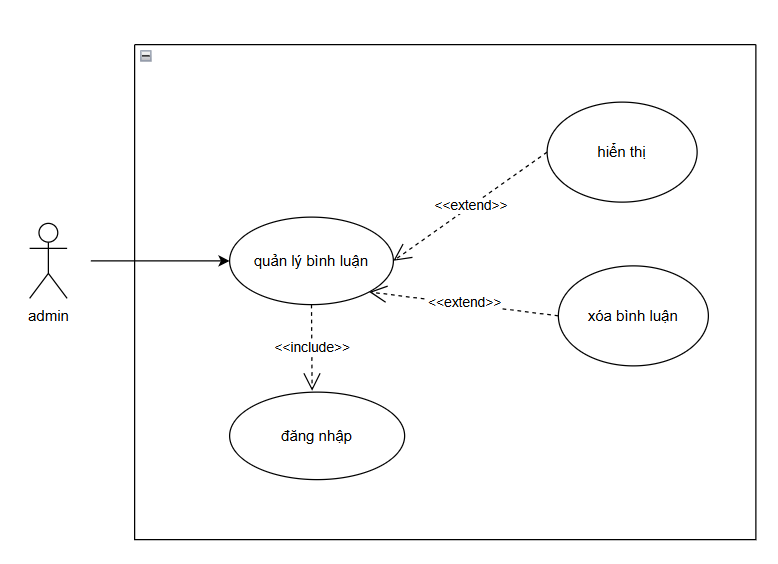 hiển thị
<<extend>>
quản lý bình luận
<<extend>>
xóa bình luận
admin
<<include>>
đăng nhập